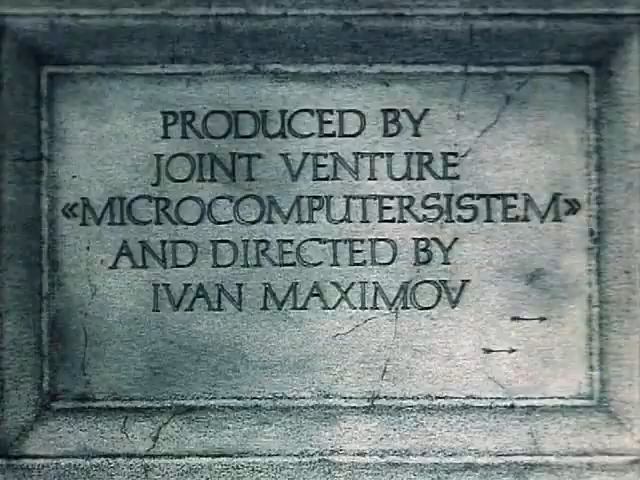 PRODUCED BY
JOINT VENTURE
«MICROCOMPUTERSISTEM»
AND DIRECTED BY
IVAN MAXIMOV